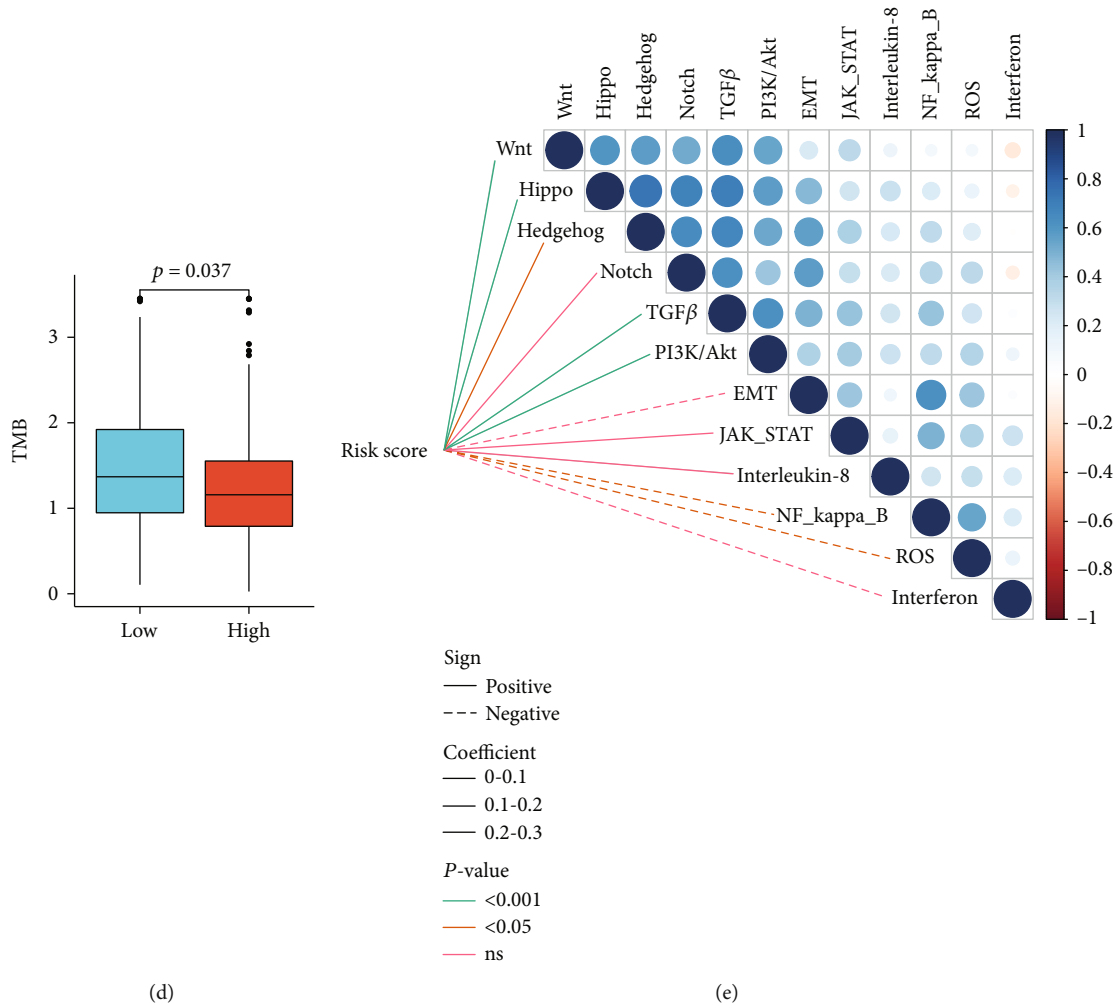 p = 0.037
TMB
3
2
1
0
Low
High
(d)
Wnt
Hippo
Hedgehog
Notch
TGFβ
PI3K/Akt
EMT
JAK_STAT
Interleukin-8
NF_kappa_B
ROS
Interferon
Wnt
Hippo
Hedgehog
Notch
TGFβ
PI3K/Akt
EMT
JAK_STAT
Interleukin-8
NF_kappa_B
ROS
Interferon
Risk score
1
0.8
0.6
0.4
0.2
0
−0.2
−0.4
−0.6
−0.8
−1
Sign
Positive
Negative
Coefficient
0-0.1
0.1-0.2
0.2-0.3
P-value
<0.001
<0.05
ns
(e)